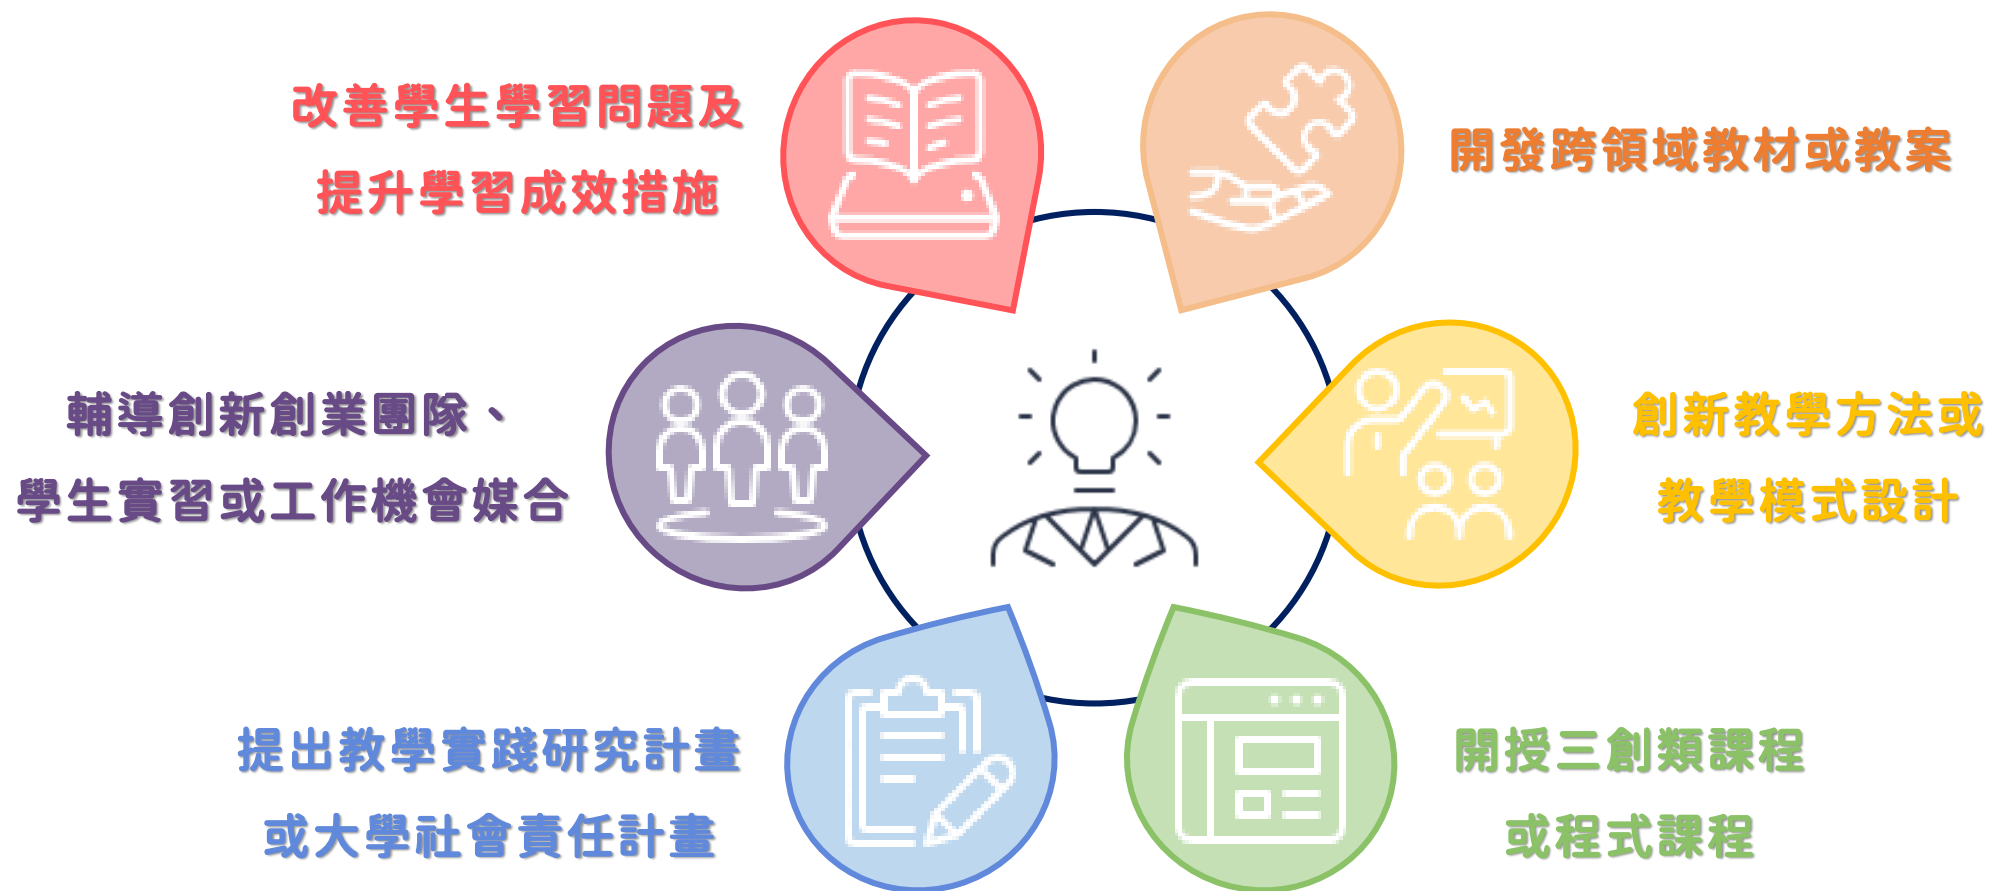 改善學生學習問題及
提升學習成效措施
開發跨領域教材或教案
輔導創新創業團隊、
學生實習或工作機會媒合
創新教學方法或
教學模式設計
提出教學實踐研究計畫
或大學社會責任計畫
開授三創類課程
或程式課程